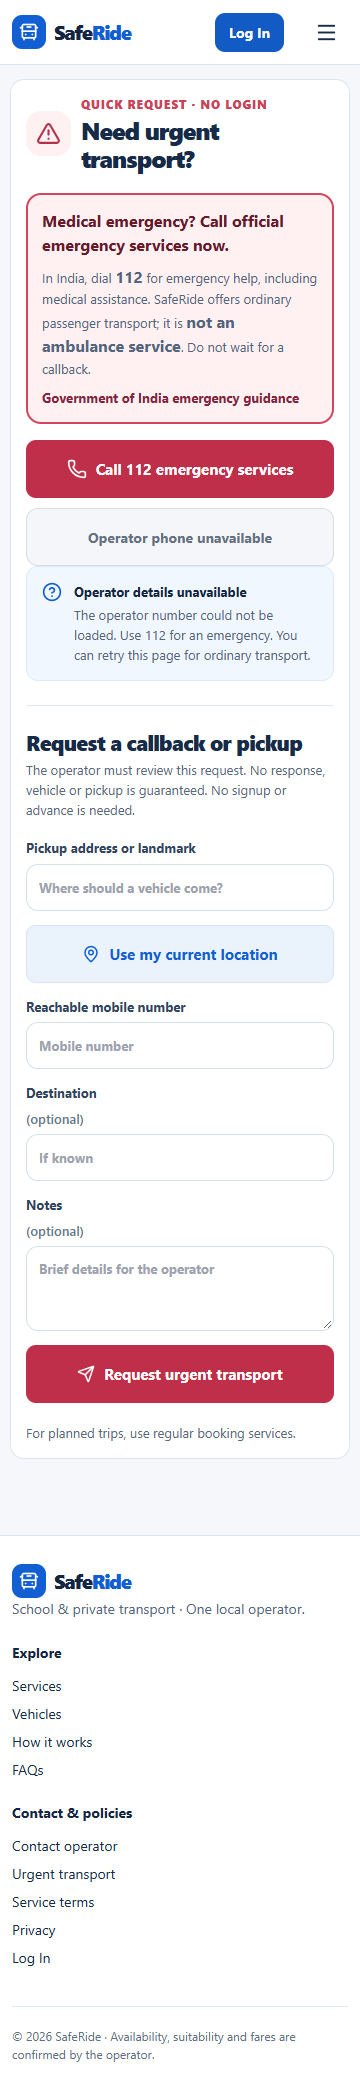 SafeRide
Log In
QUICK REQUEST · NO LOGIN
Need urgent
transport?
Medical emergency? Call official
emergency services now.
In India, dial 112 for emergency help, including
medical assistance. SafeRide offers ordinary
passenger transport; it is not an
ambulance service. Do not wait for a
callback.
Government of India emergency guidance
Call 112 emergency services
Operator phone unavailable
Operator details unavailable
The operator number could not be
loaded. Use 112 for an emergency. You
can retry this page for ordinary transport.
Request a callback or pickup
The operator must review this request. No response,
vehicle or pickup is guaranteed. No signup or
advance is needed.
Pickup address or landmark
Where should a vehicle come?
Use my current location
Reachable mobile number
Mobile number
Destination
(optional)
If known
Notes
(optional)
Brief details for the operator
Request urgent transport
For planned trips, use regular booking services.
SafeRide
School & private transport · One local operator.
Explore
Services
Vehicles
How it works
FAQs
Contact & policies
Contact operator
Urgent transport
Service terms
Privacy
Log In
© 2026 SafeRide · Availability, suitability and fares are
confirmed by the operator.